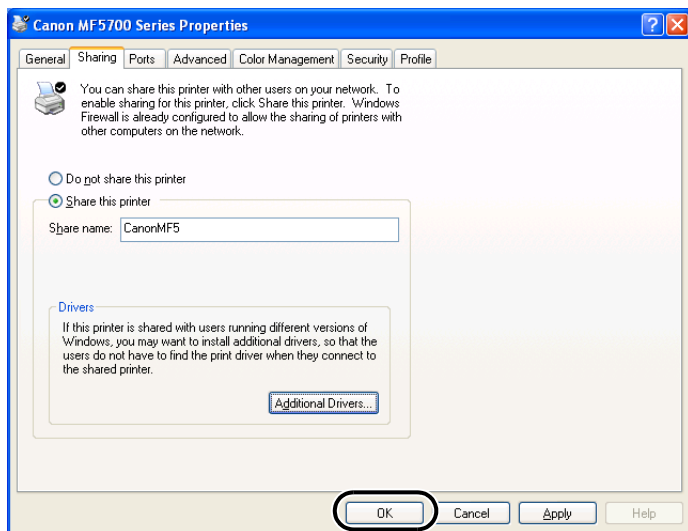 Canon MF5700 Series Properties
General Sharing Ports Advanced Color Management Security Profile
You can share this printer with other users on your network. To
enable sharing for this printer, click Share this printer. Windows
Firewall is already configured to allow the sharing of printers with
other computers on the network.
Do not share this printer
Share this printer
Share name: CanonMF5
Drivers
If this printer is shared with users running different versions of
Windows, you may want to install additional drivers, so that the
users do not have to find the print driver when they connect to
the shared printer.
Additional Drivers...
OK Cancel Apply Help